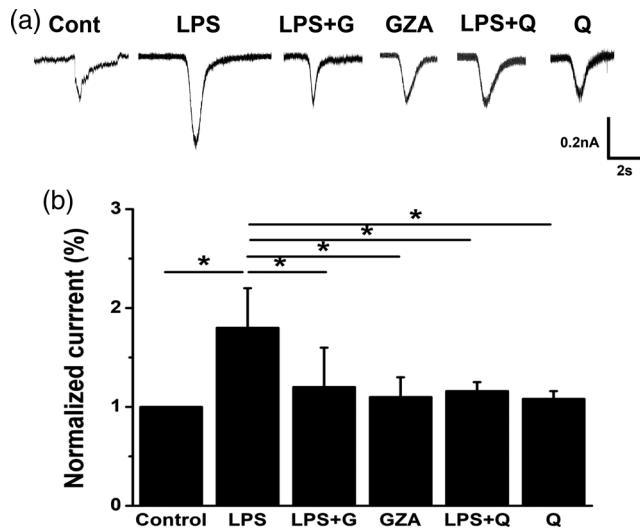 (a) Cont LPS LPS+G GZA LPS+Q Q
0.2nA
2s
(b)
3
2
1
0
Normalized currrent (%)
*
*
*
* *
Control LPS LPS+G GZA LPS+Q Q